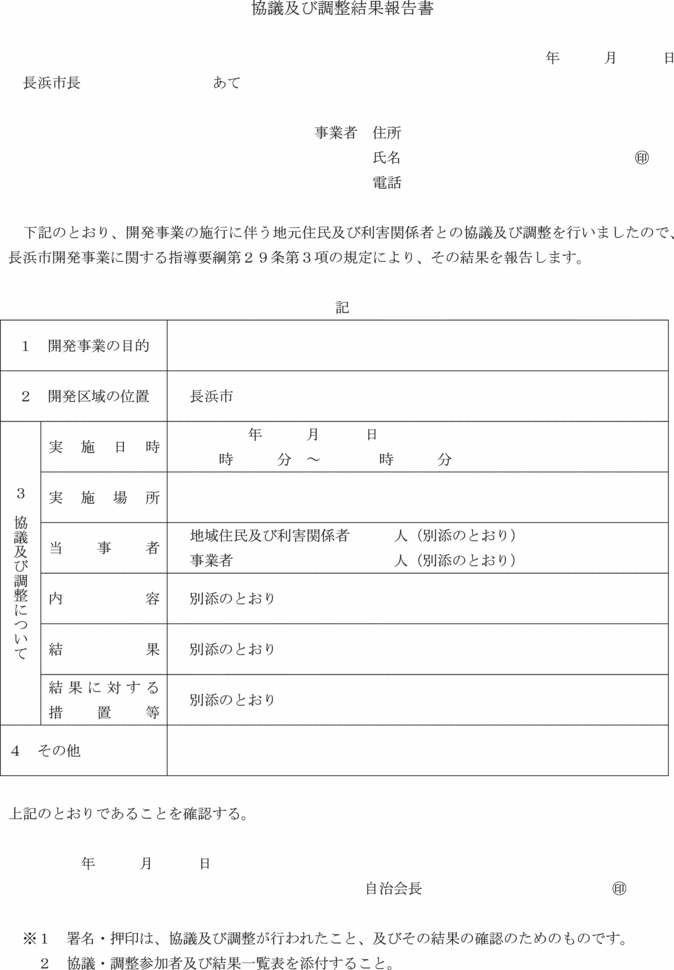 協議及び調整結果報告書
年　　　月　　　日
長浜市長　　　　　　　　　あて
事業者　住所
氏名　　　　　　　　　　　　　　　　㊞
電話
下記のとおり、開発事業の施行に伴う地元住民及び利害関係者との協議及び調整を行いましたので、
長浜市開発事業に関する指導要綱第２９条第３項の規定により、その結果を報告します。
記
１　開発事業の目的
２　開発区域の位置　　長浜市
３　協議及び調整について
実施日時　　年　　　月　　　日
時　　　分　～　　　　時　　　分
実施場所
当事者　　地域住民及び利害関係者　　　人（別添のとおり）
事業者　　　　　　　　　　　人（別添のとおり）
内容　　別添のとおり
結果　　別添のとおり
結果に対する
措置等　　別添のとおり
４　その他
上記のとおりであることを確認する。
年　　　月　　　日
自治会長　　　　　　　　　　　　　㊞
※１　署名・押印は、協議及び調整が行われたこと、及びその結果の確認のためのものです。
２　協議・調整参加者及び結果一覧表を添付すること。